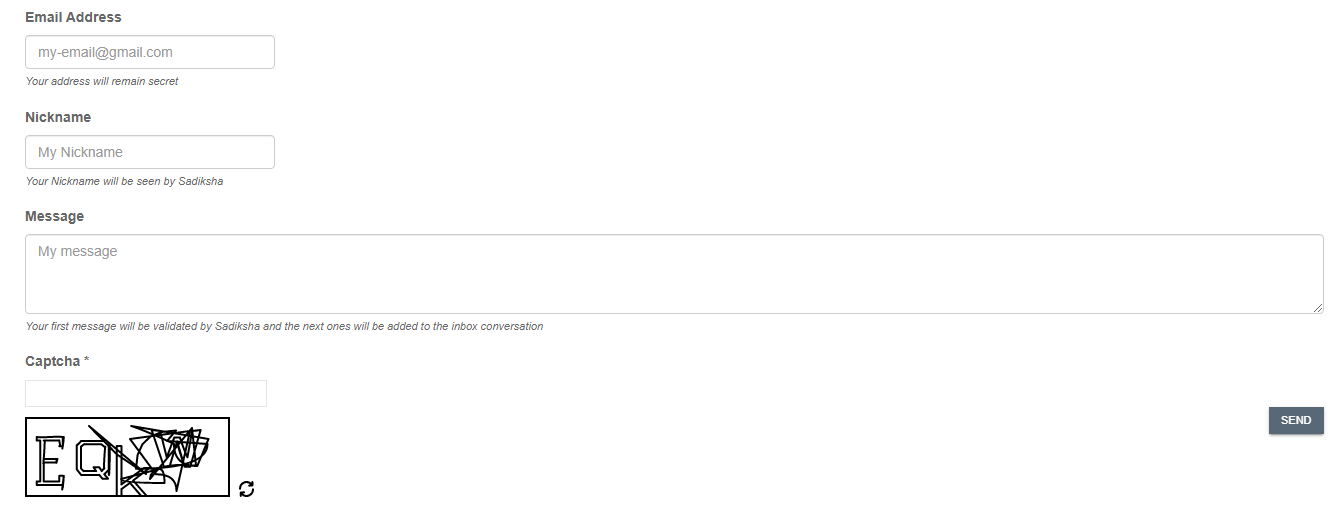 Email Address
my-email@gmail.com
Your address will remain secret
Nickname
My Nickname
Your Nickname will be seen by Sadiksha
Message
My message
Your first message will be validated by Sadiksha and the next ones will be added to the inbox conversation
Captcha *
SEND